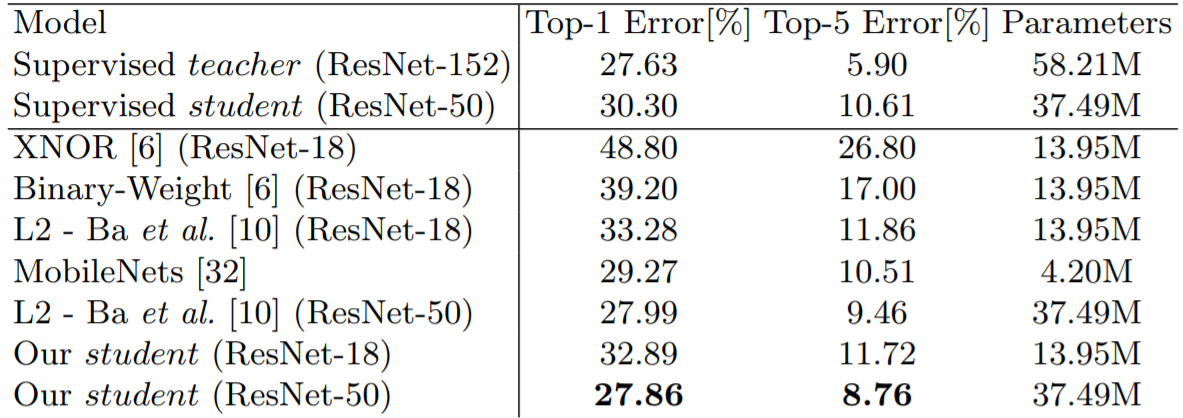 Model Top-1 Error[%] Top-5 Error[%] Parameters
Supervised teacher (ResNet-152) 27.63 5.90 58.21M
Supervised student (ResNet-50) 30.30 10.61 37.49M
XNOR [6] (ResNet-18) 48.80 26.80 13.95M
Binary-Weight [6] (ResNet-18) 39.20 17.00 13.95M
L2 - Ba et al. [10] (ResNet-18) 33.28 11.86 13.95M
MobileNets [32] 29.27 10.51 4.20M
L2 - Ba et al. [10] (ResNet-50) 27.99 9.46 37.49M
Our student (ResNet-18) 32.89 11.72 13.95M
Our student (ResNet-50) 27.86 8.76 37.49M